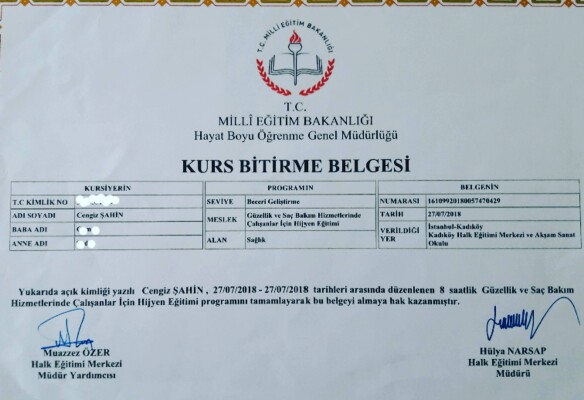 T.C. MİLLİ EĞİTİM BAKANLIĞI
T.C.
MİLLÎ EĞİTİM BAKANLIĞI
Hayat Boyu Öğrenme Genel Müdürlüğü
KURS BİTİRME BELGESİ
KURSİYERİN
T.C KİMLİK NO
ADI SOYADI Cengiz ŞAHİN
BABA ADI
ANNE ADI
PROGRAMIN
SEVİYE Beceri Geliştirme
MESLEK Güzellik ve Saç Bakım Hizmetlerinde
Çalışanlar İçin Hijyen Eğitimi
ALAN Sağlık
BELGENİN
NUMARASI 16109920180057470429
TARİH 27/07/2018
VERİLDİĞİ YER İstanbul-Kadıköy
Kadıköy Halk Eğitimi Merkezi ve Akşam Sanat
Okulu
Yukarıda açık kimliği yazılı Cengiz ŞAHİN , 27/07/2018 - 27/07/2018 tarihleri arasında düzenlenen 8 saatlik Güzellik ve Saç Bakım
Hizmetlerinde Çalışanlar İçin Hijyen Eğitimi programını tamamlayarak bu belgeyi almaya hak kazanmıştır.
Muazzez ÖZER
Halk Eğitimi Merkezi
Müdür Yardımcısı
Hülya NARSAP
Halk Eğitimi Merkezi
Müdürü